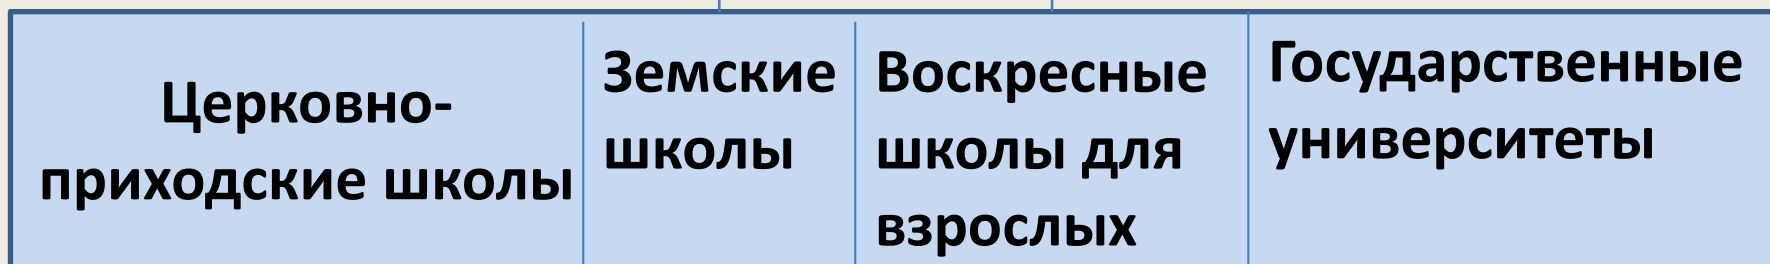 Церковно-
приходские школы
Земские
школы
Воскресные
школы для
взрослых
Государственные
университеты